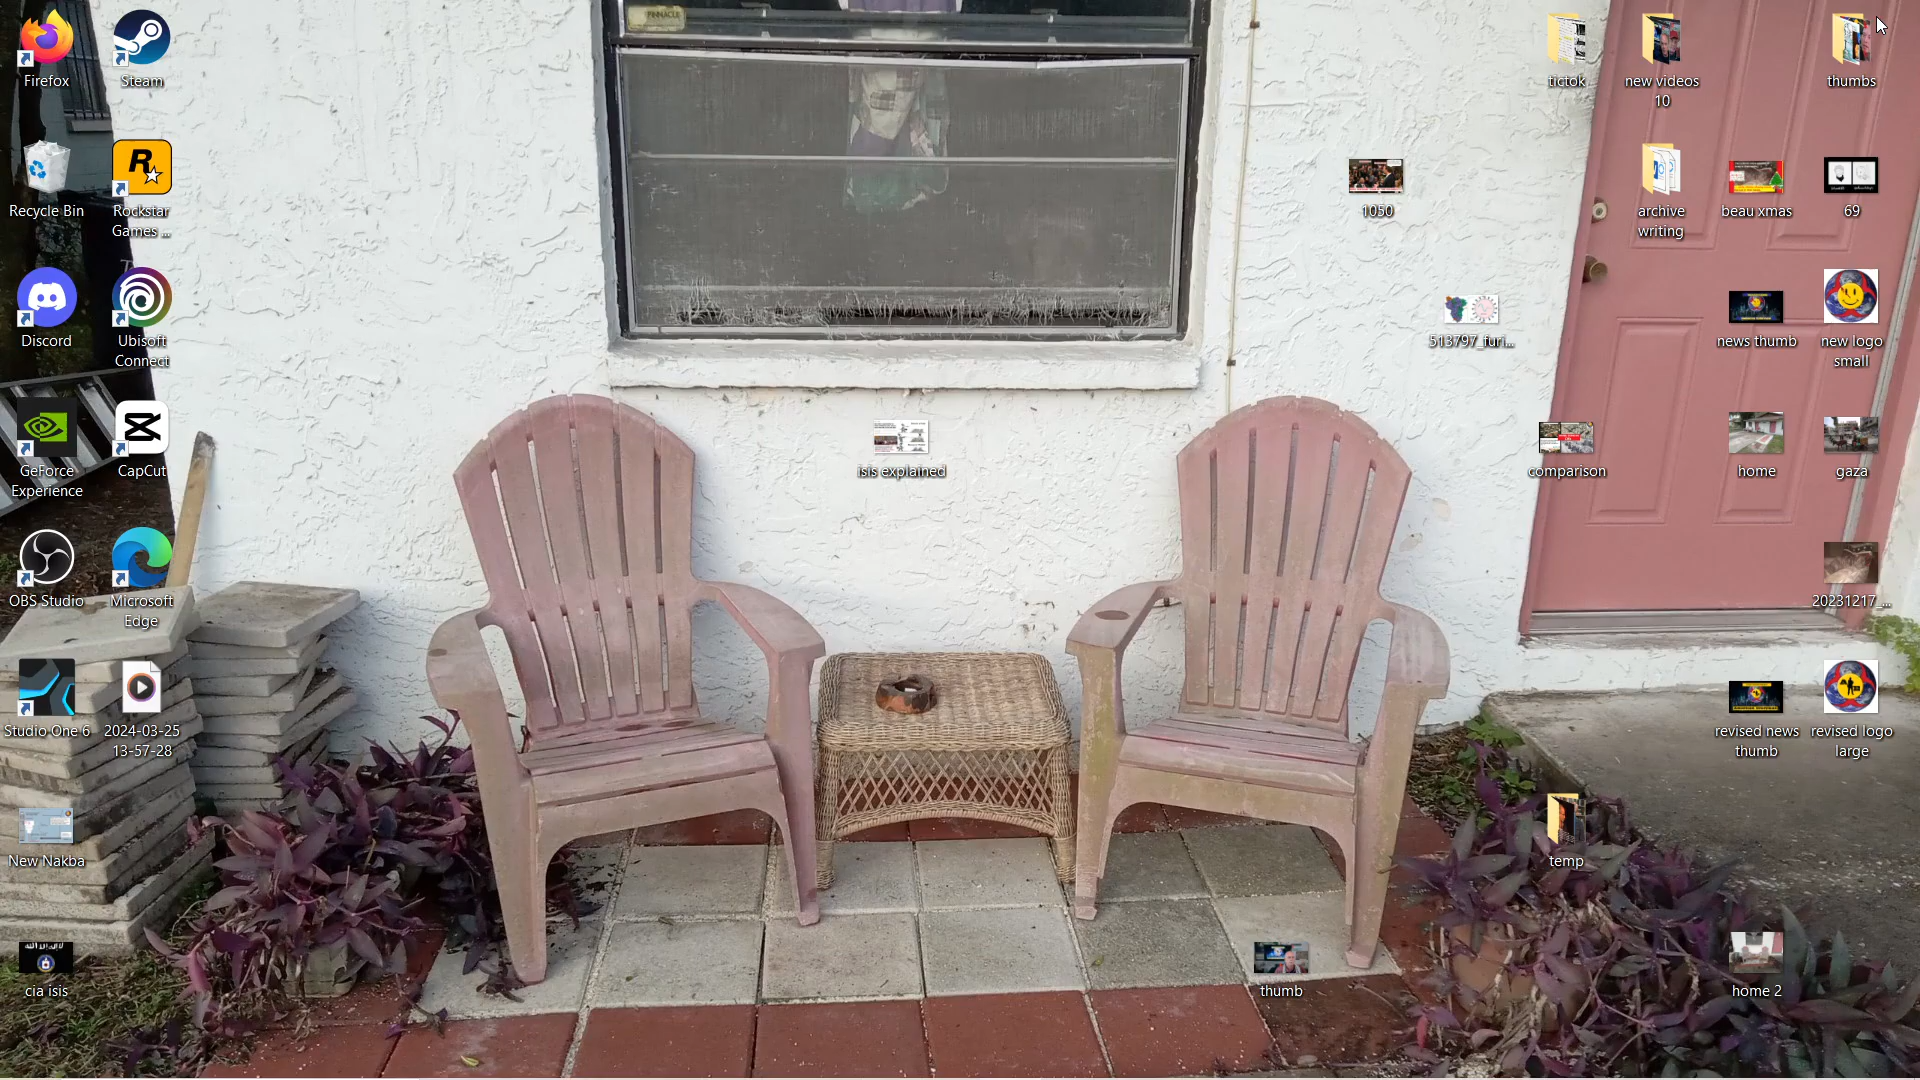 Firefox
Steam
tictok
new videos
10
thumbs
PINNACLE
Recycle Bin
Rockstar
Games ...
1050
archive
writing
beau xmas
69
Discord
Ubisoft
Connect
513797_furi...
news thumb
new logo
small
GeForce
Experience
CapCut
isis explained
comparison
home
gaza
OBS Studio
Microsoft
Edge
20231217_...
Studio One 6
2024-03-25
13-57-28
revised news
thumb
revised logo
large
New Nakba
temp
cia isis
thumb
home 2